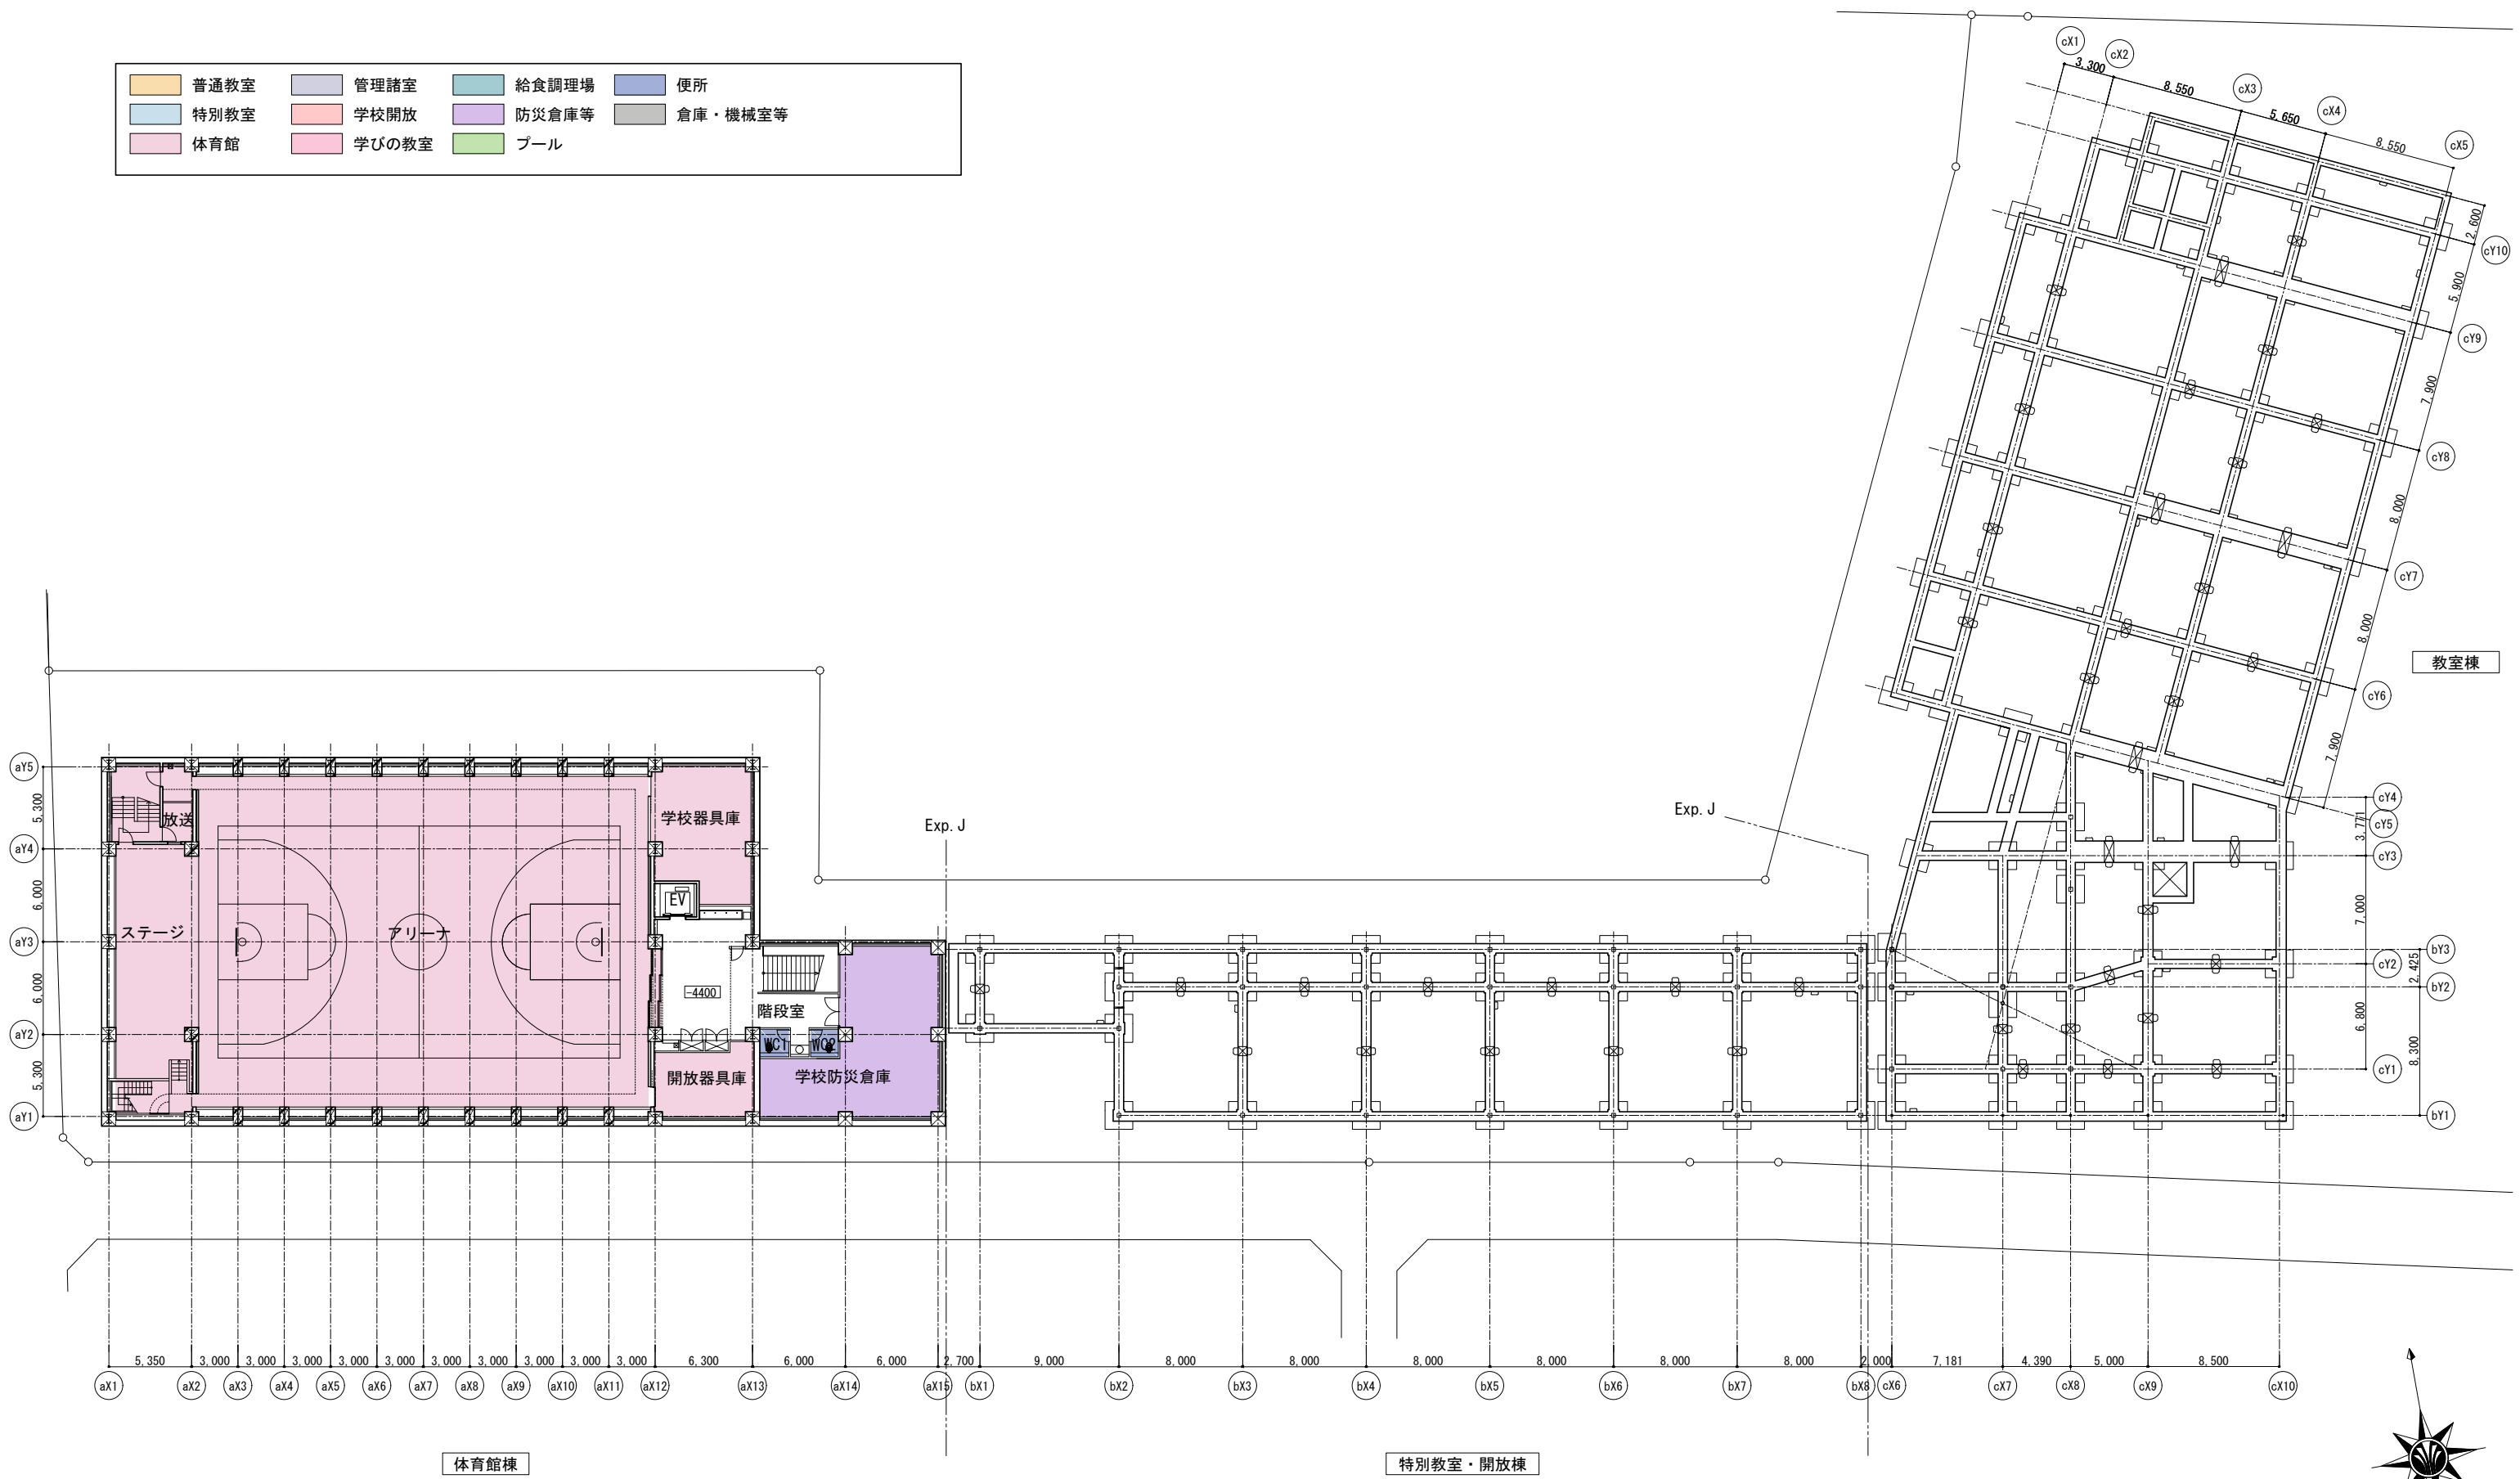 普通教室 管理諸室 給食調理場 便所
特別教室 学校開放 防災倉庫等 倉庫・機械室等
体育館 学びの教室 プール
cX1
cX2
cX3
cX4
cX5
3,300
8,550
5,650
8,550
2,600
cY10
5,900
cY9
7,900
cY8
8,000
cY7
8,000
教室棟
cY6
7,900
cY4
cY5
3,771
cY3
7,000
bY3
cY2
2,425
bY2
6,800
8,300
cY1
bY1
aY5
5,300
aY4
6,000
aY3
6,000
aY2
5,300
aY1
放送
学校器具庫
Exp.J
Exp.J
EV
ステージ
アリーナ
-4400
階段室
WC1
WC2
開放器具庫
学校防災倉庫
5,350 3,000 3,000 3,000 3,000 3,000 3,000 3,000 3,000 3,000 3,000 6,300 6,000 6,000 2,700 9,000 8,000 8,000 8,000 8,000 8,000 8,000 2,000 7,181 4,390 5,000 8,500
aX1 aX2 aX3 aX4 aX5 aX6 aX7 aX8 aX9 aX10 aX11 aX12 aX13 aX14 aX15 bX1 bX2 bX3 bX4 bX5 bX6 bX7 bX8 cX6 cX7 cX8 cX9 cX10
体育館棟
特別教室・開放棟